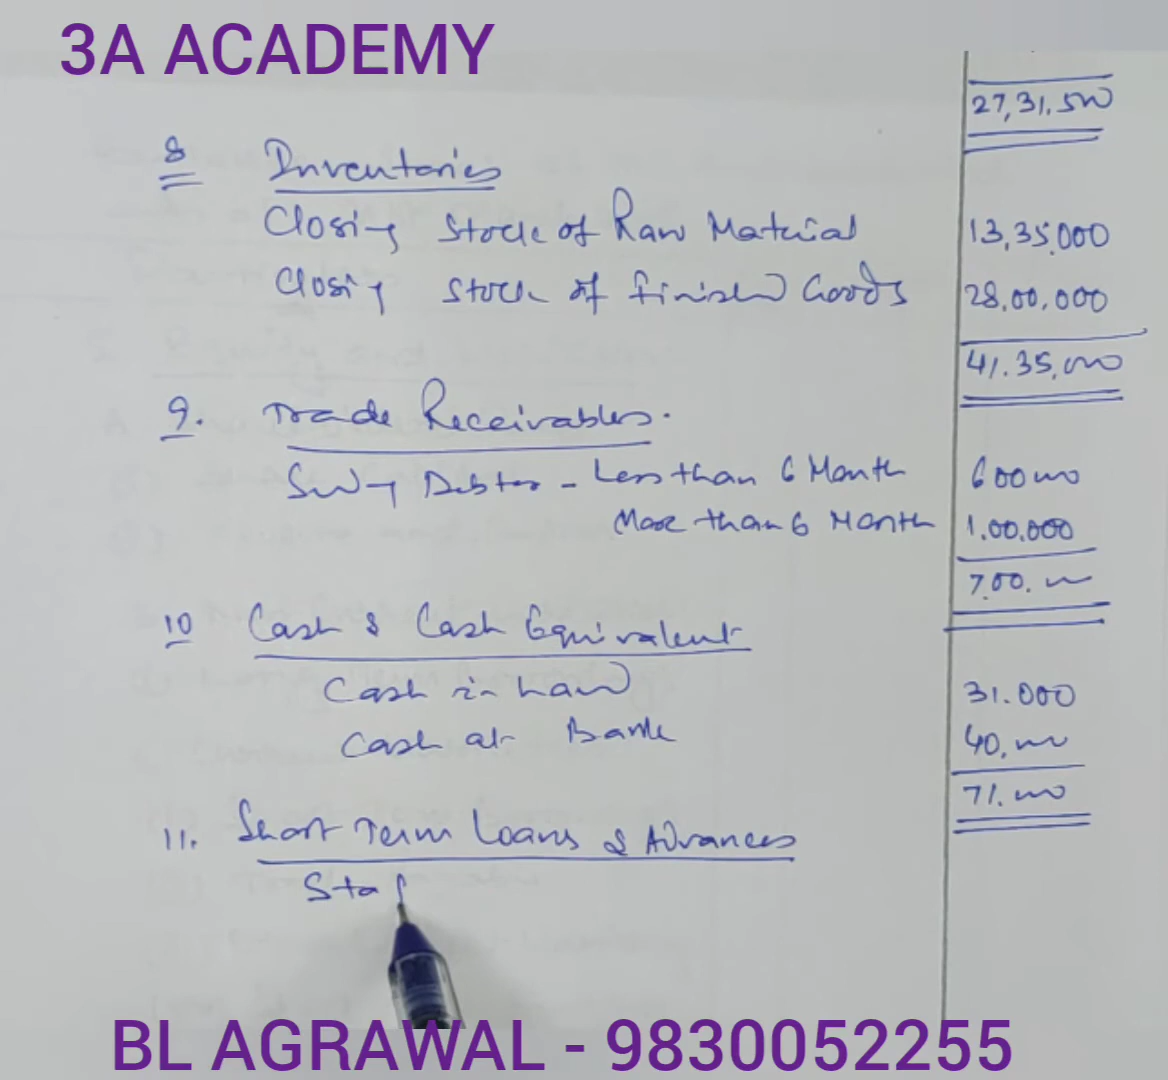 3A ACADEMY
27,31,500
8 Inventories
Closing Stock of Raw Material 13,35,000
Closing Stock of finished Goods 28,00,000
41,35,000
9. Trade Receivables.
Debtor - Less than 6 Month 600000
More than 6 Month 1,00,000
7,00,000
10 Cash & Cash Equivalent
Cash in hand 31.000
Cash at Bank 40,000
71,000
11. Short Term Loans & Advances
Staf
BL AGRAWAL - 9830052255